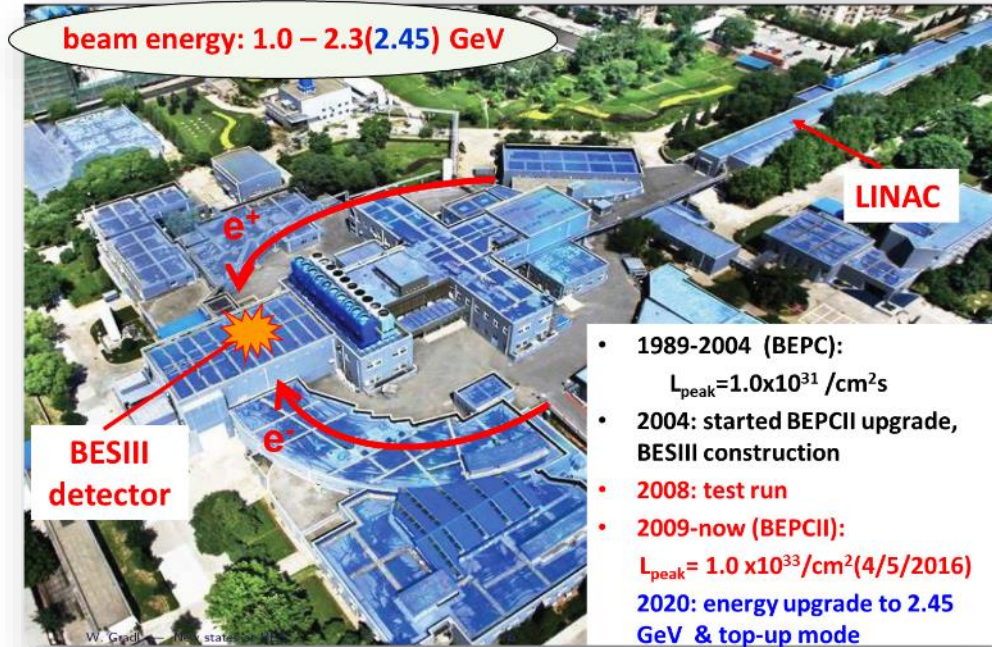 beam energy: 1.0 – 2.3(2.45) GeV
LINAC
e⁺
e⁻
BESIII
detector
• 1989-2004 (BEPC):
Lpeak=1.0x10³¹ /cm²s
• 2004: started BEPCII upgrade,
BESIII construction
• 2008: test run
• 2009-now (BEPCII):
Lpeak= 1.0 x10³³/cm²(4/5/2016)
2020: energy upgrade to 2.45
GeV & top-up mode
W. Gradl — New states